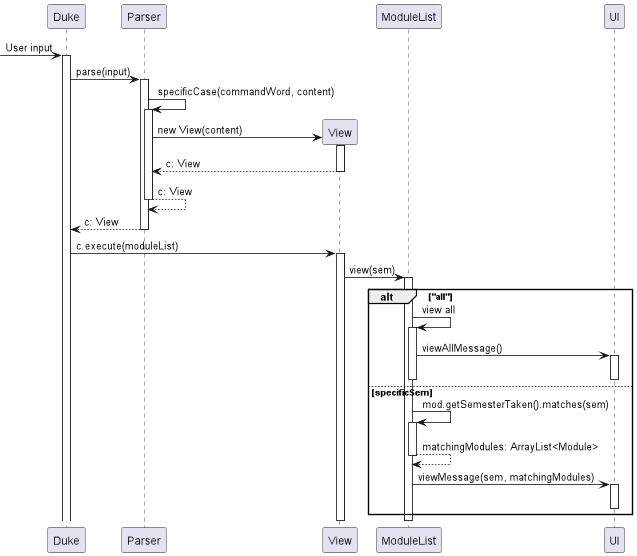 Duke
Parser
ModuleList
UI
User input
parse(input)
specificCase(commandWord, content)
new View(content)
View
c: View
c: View
c: View
c.execute(moduleList)
view(sem)
alt
["all"]
view all
viewAllMessage()
[specificSem]
mod.getSemesterTaken().matches(sem)
matchingModules: ArrayList<Module>
viewMessage(sem, matchingModules)
Duke
Parser
View
ModuleList
UI